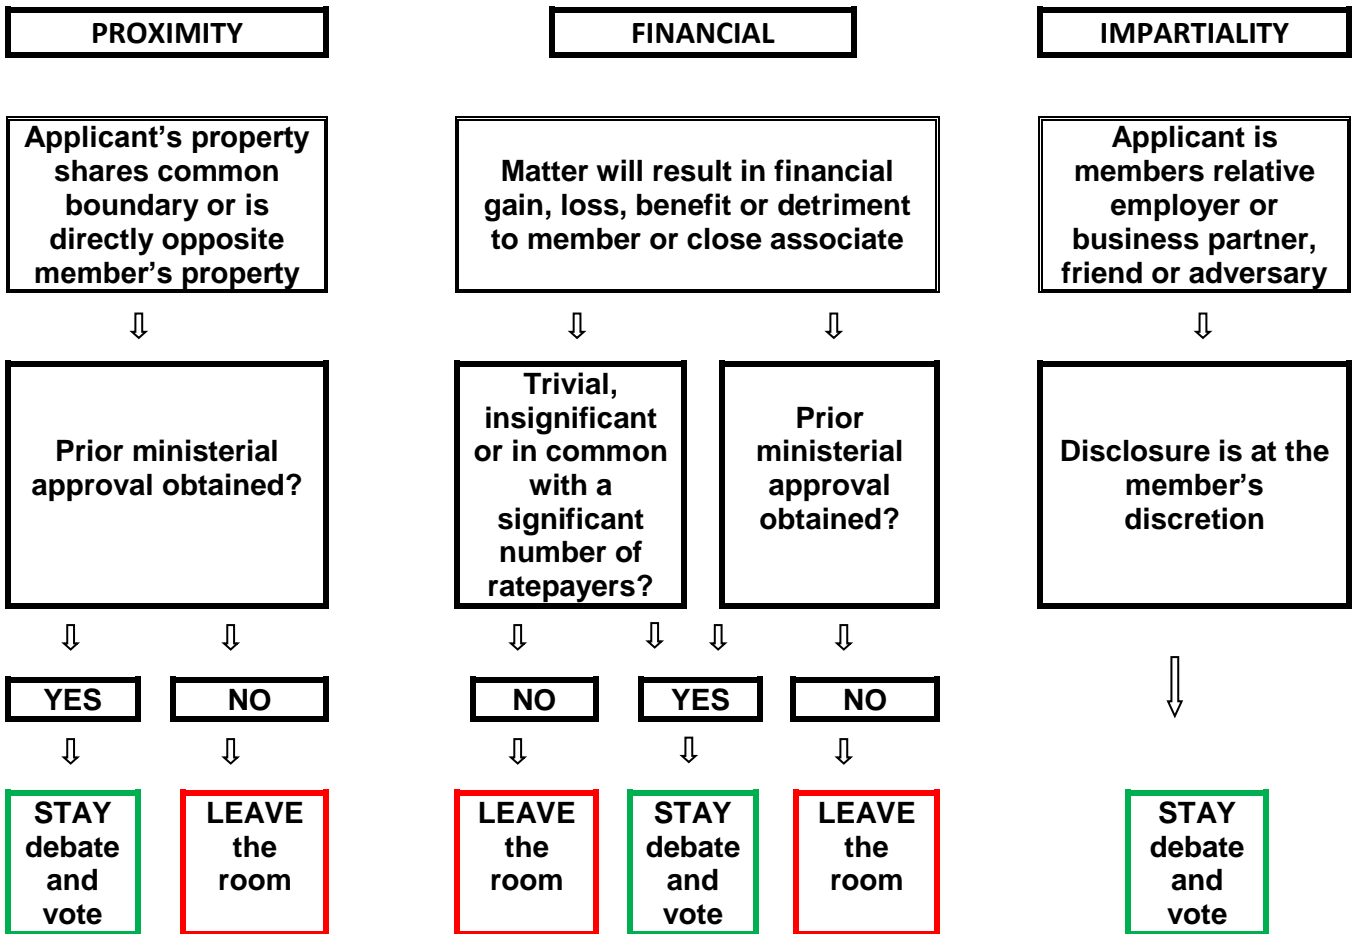 PROXIMITY
FINANCIAL
IMPARTIALITY
Applicant’s property
shares common
boundary or is
directly opposite
member’s property
Matter will result in financial
gain, loss, benefit or detriment
to member or close associate
Applicant is
members relative
employer or
business partner,
friend or adversary
Prior ministerial
approval obtained?
Trivial,
insignificant
or in common
with a
significant
number of
ratepayers?
Prior
ministerial
approval
obtained?
Disclosure is at the
member’s
discretion
YES
NO
NO
YES
NO
STAY
debate
and
vote
LEAVE
the
room
LEAVE
the
room
STAY
debate
and
vote
LEAVE
the
room
STAY
debate
and
vote